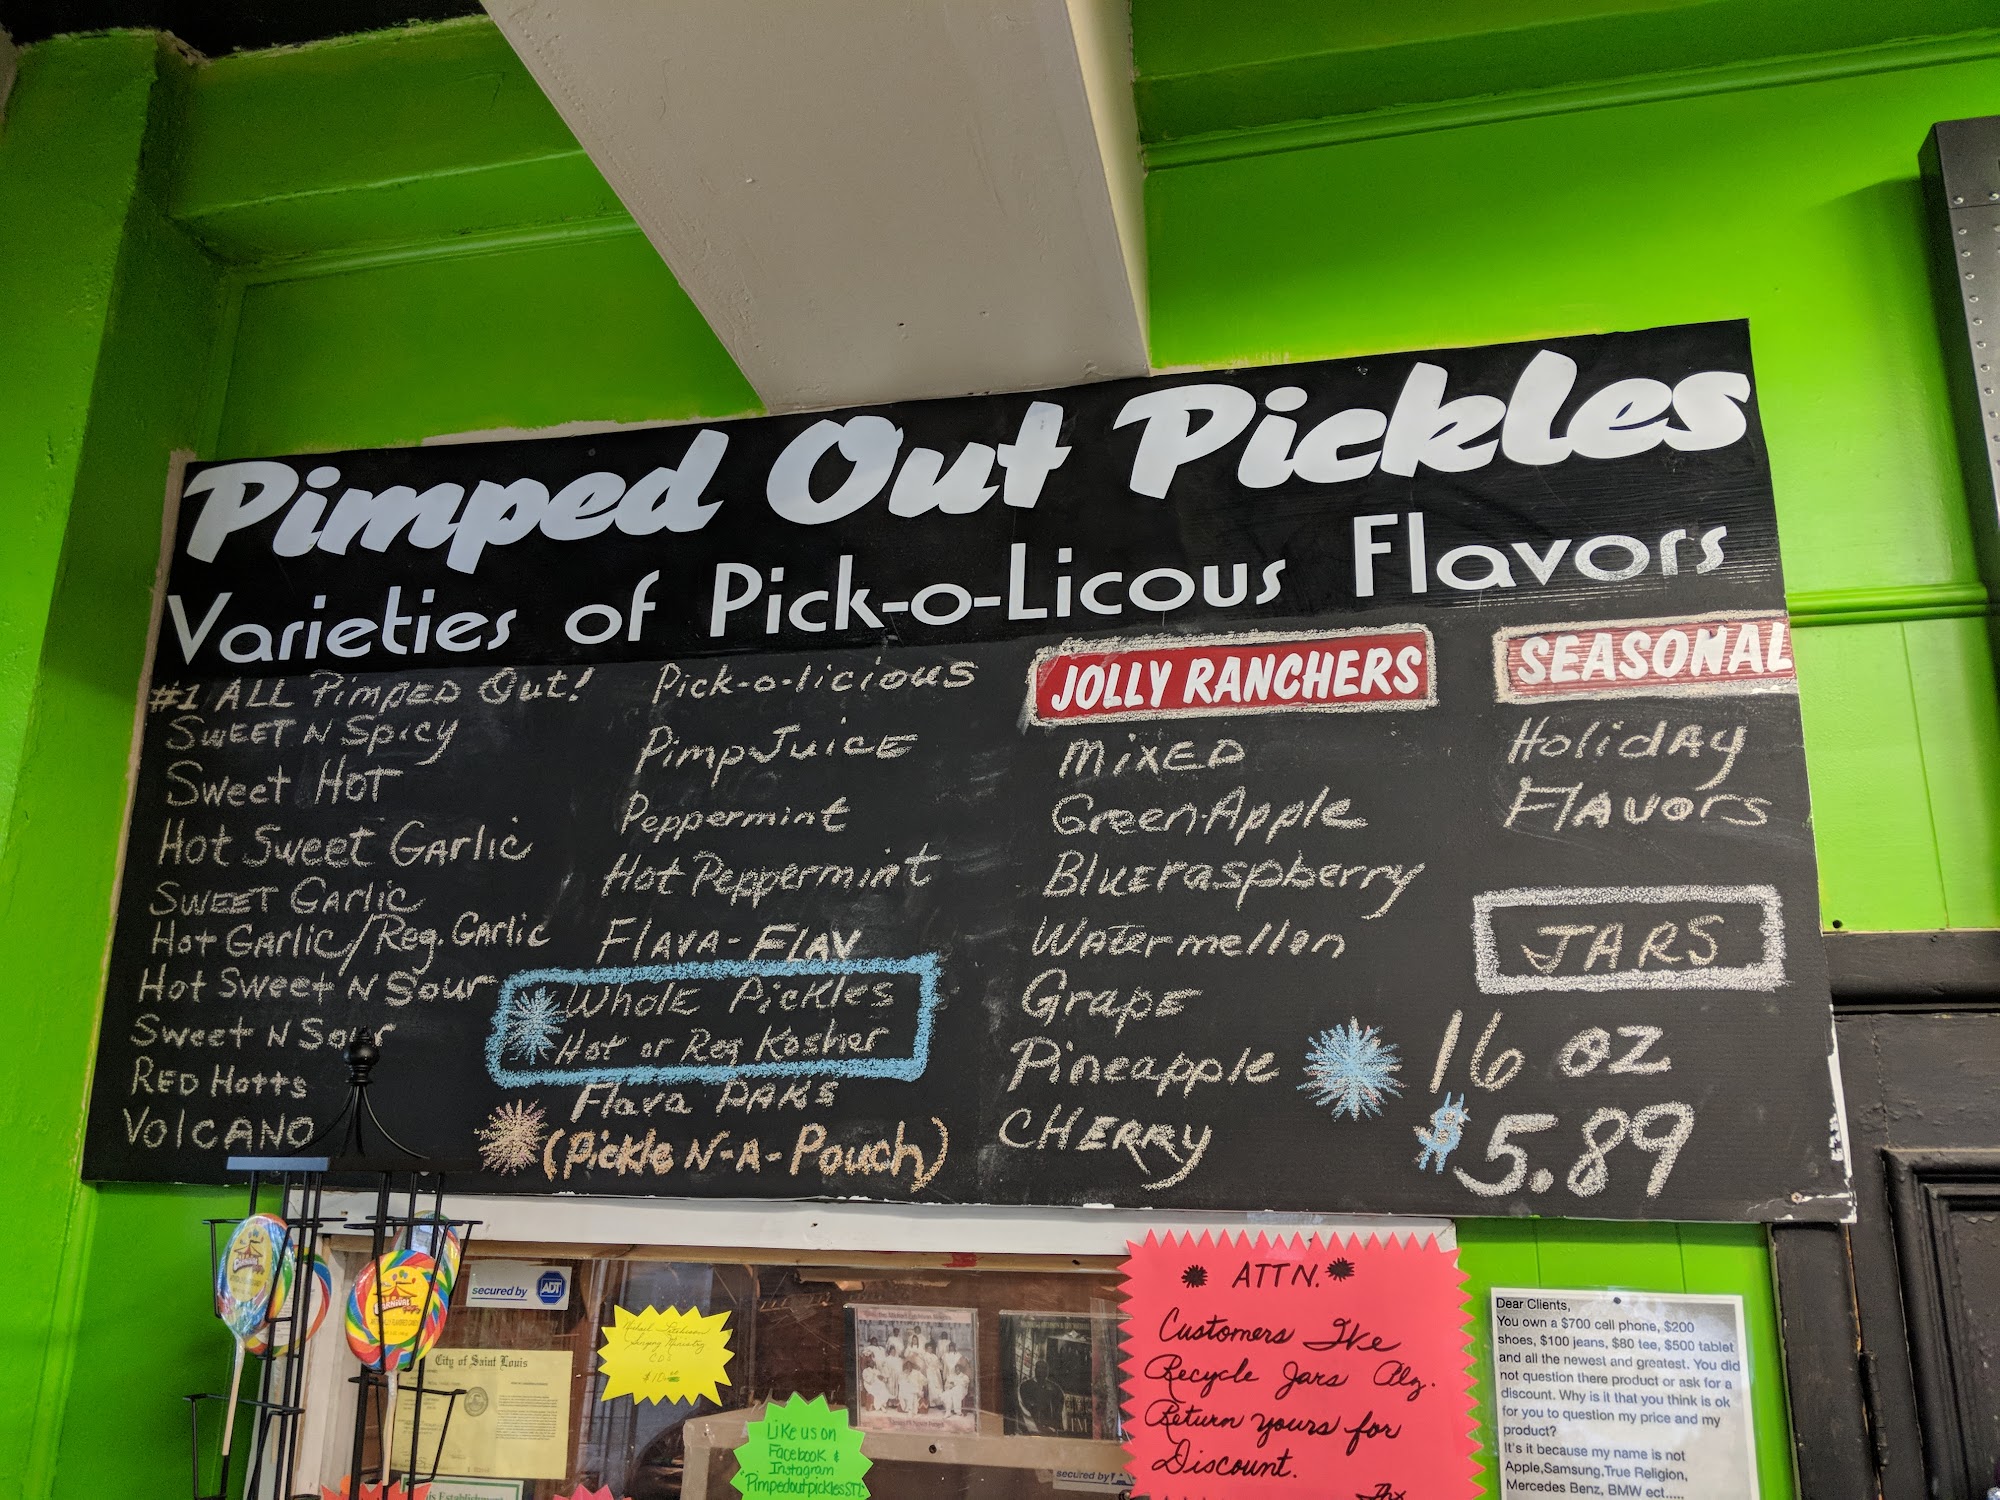 Pimped Out Pickles
Varieties of Pick-o-Licous Flavors
#1 ALL Pimped Out!
Sweet N Spicy
Sweet Hot
Hot Sweet Garlic
Sweet Garlic
Hot Garlic/Reg. Garlic
Hot Sweet N Sour
Sweet N Sour
Red Hotts
Volcano
Pick-o-licious
Pimp Juice
Peppermint
Hot Peppermint
Flava-Flav
Whole Pickles
Hot or Reg Kosher
Flava Paks
(Pickle N-A-Pouch)
JOLLY RANCHERS
Mixed
Green Apple
Blueraspberry
Watermellon
Grape
Pineapple
Cherry
SEASONAL
Holiday
Flavors
JARS
16 oz
$5.89
secured by ADT
City of Saint Louis
CDs
$10.00
Like us on
Facebook &
Instagram
"PimpedoutpicklesSTL
secured by
ATTN.
Customers
Recycle Jars
Return yours for
Discount.
Thx
Dear Clients,
You own a $700 cell phone, $200
shoes, $100 jeans, $80 tee, $500 tablet
and all the newest and greatest. You did
not question there product or ask for a
discount. Why is it that you think is ok
for you to question my price and my
product?
It's it because my name is not
Apple,Samsung,True Religion,
Mercedes Benz, BMW ect.....